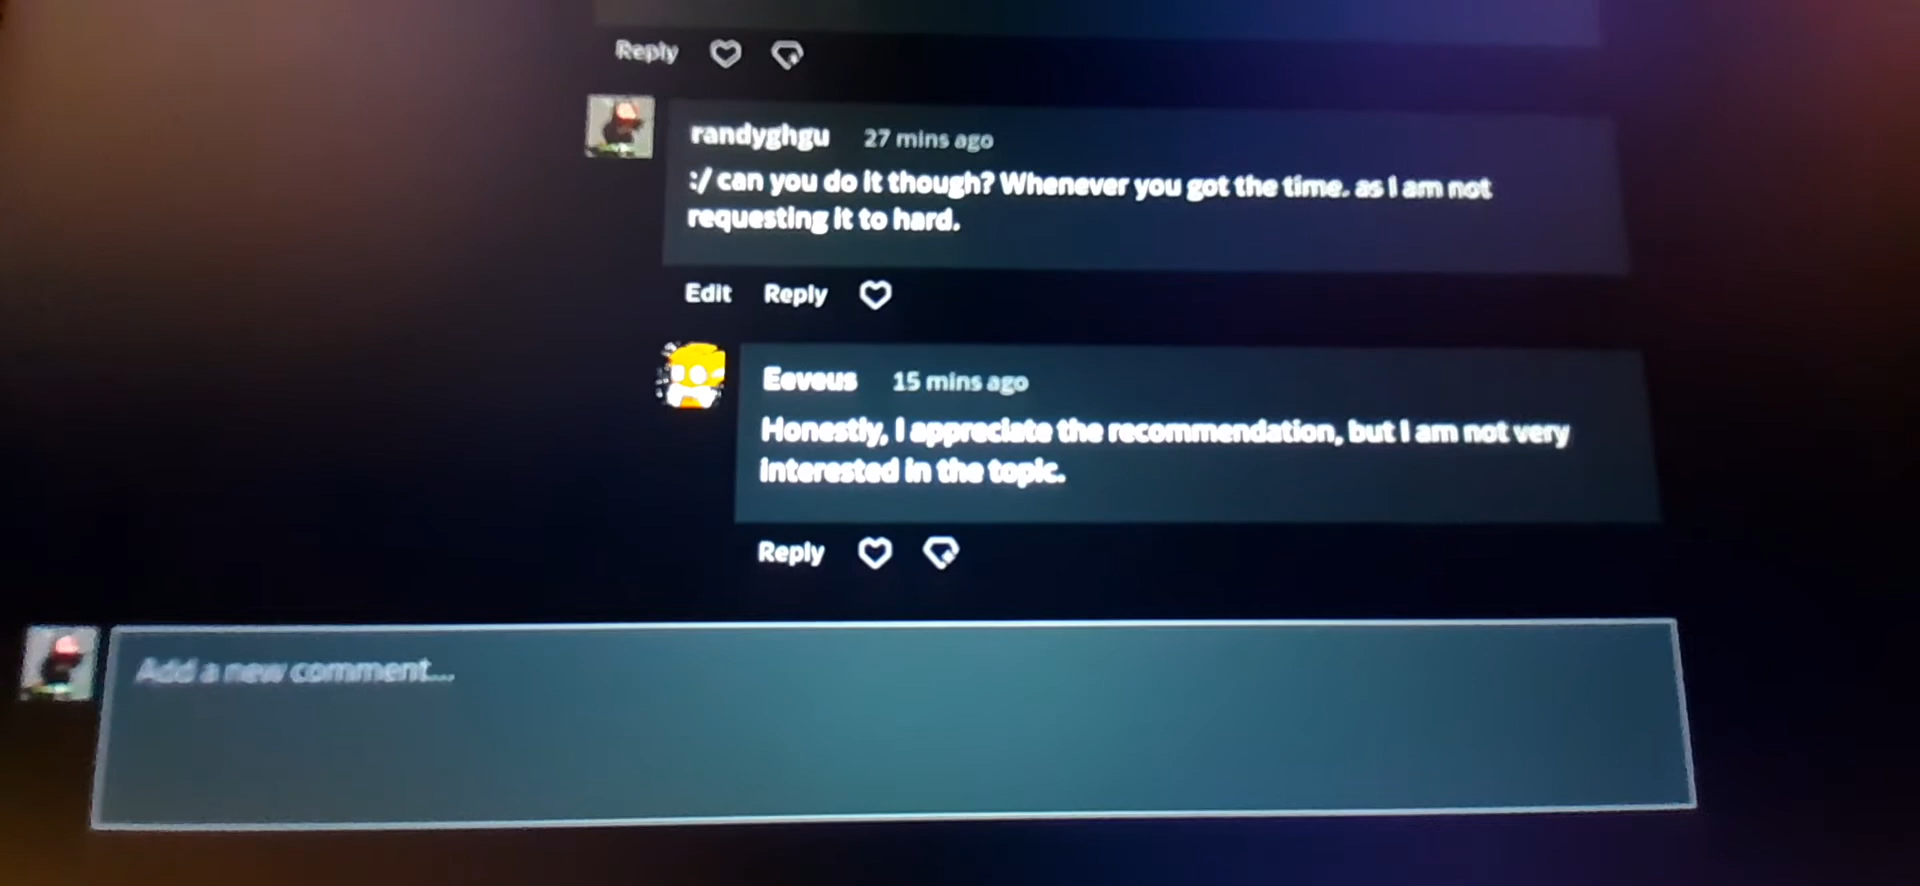 Reply
randyghgu 27 mins ago
:/ can you do it though? Whenever you got the time. as I am not
requesting it to hard.
Edit Reply
Eeveus 15 mins ago
Honestly, I appreciate the recommendation, but I am not very
interested in the topic.
Reply
Add a new comment...